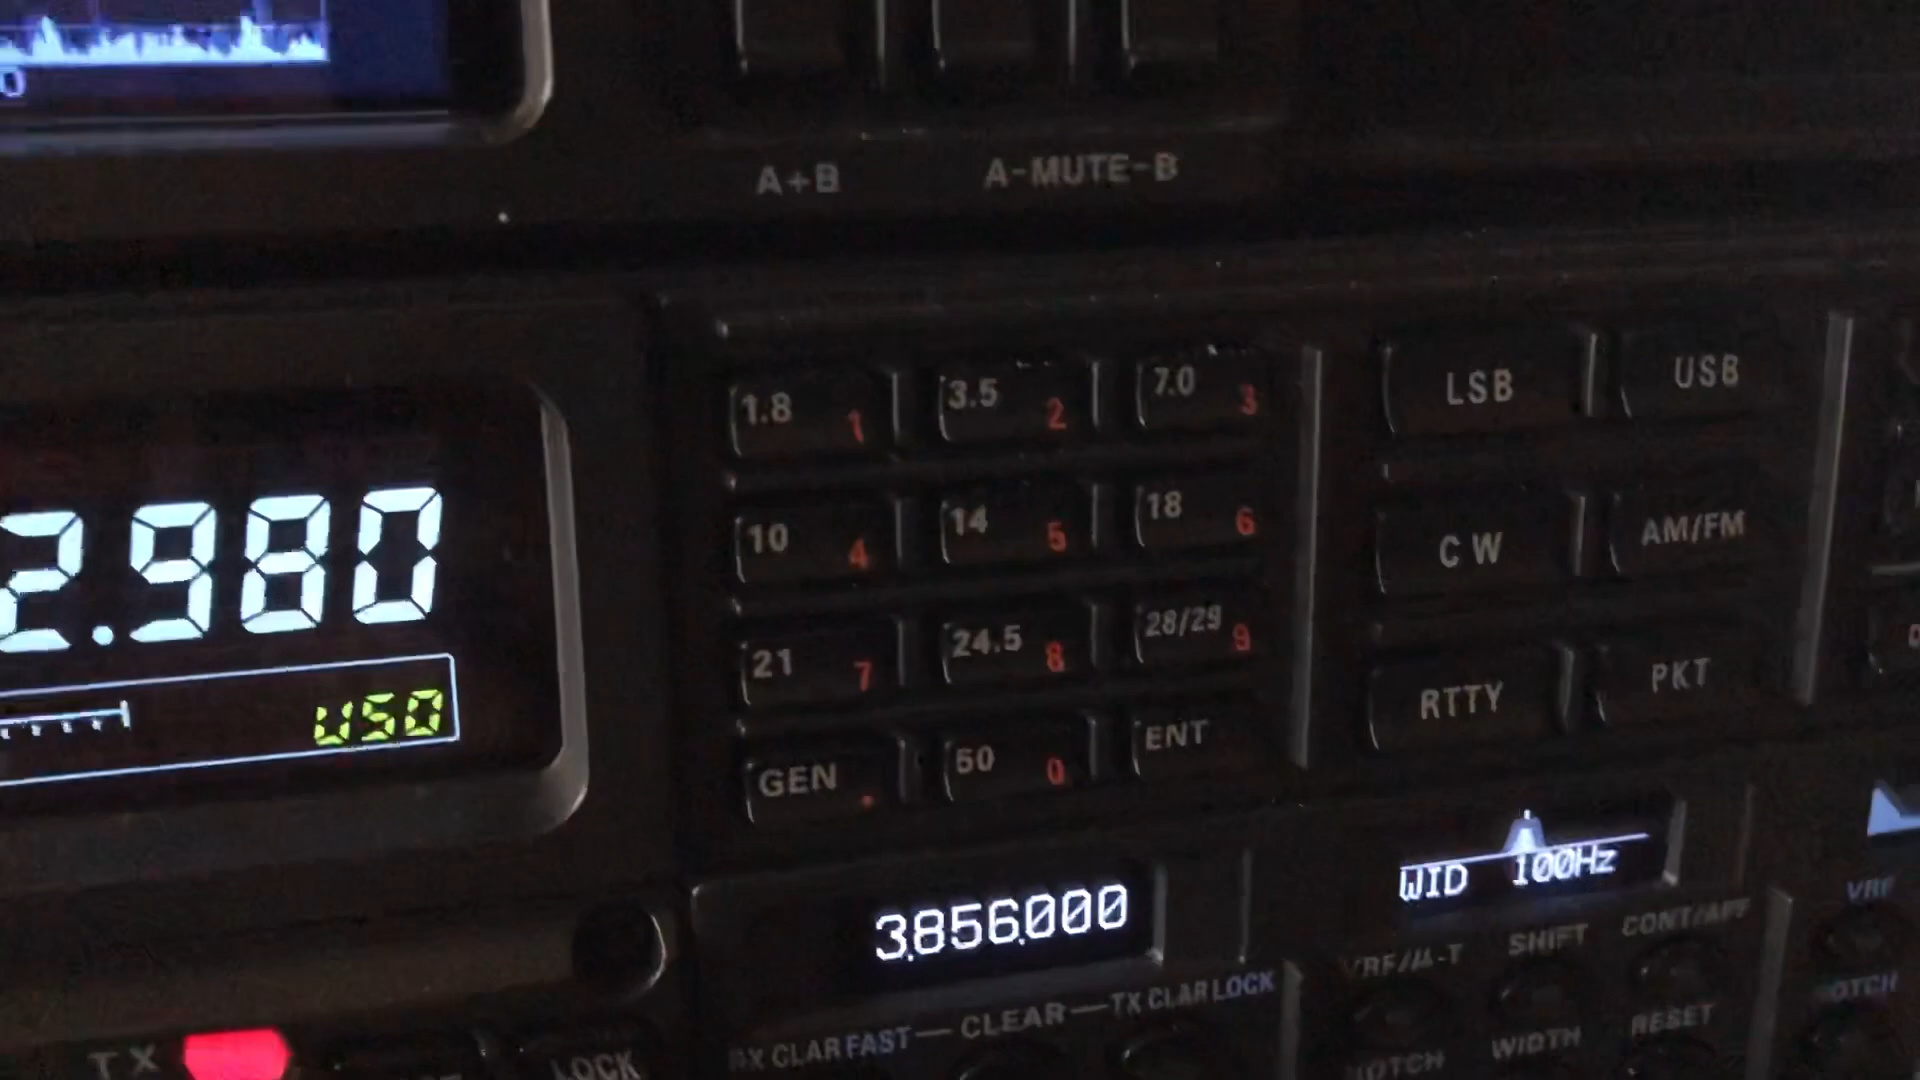 A+B
A-MUTE-B
1.8 1
3.5 2
7.0 3
LSB
USB
10 4
14 5
18 6
CW
AM/FM
2.980
21 7
24.5 8
28/29 9
RTTY
PKT
USO
GEN .
50 0
ENT
3.856.000
WID 100Hz
VRF
VRF/µ-T
SHIFT
CONT/APF
RX CLAR FAST — CLEAR — TX CLAR LOCK
NOTCH
WIDTH
RESET
NOTCH
TX
LOCK